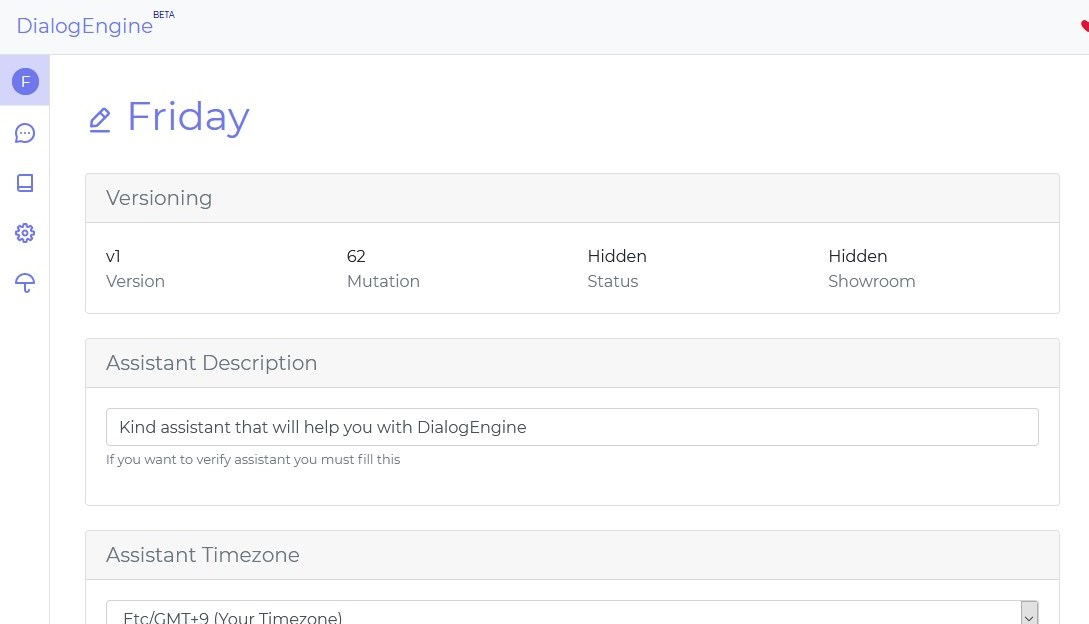 DialogEngine BETA
F
Friday
Versioning
v1 62 Hidden Hidden
Version Mutation Status Showroom
Assistant Description
Kind assistant that will help you with DialogEngine
If you want to verify assistant you must fill this
Assistant Timezone
Etc/GMT+9 (Your Timezone)